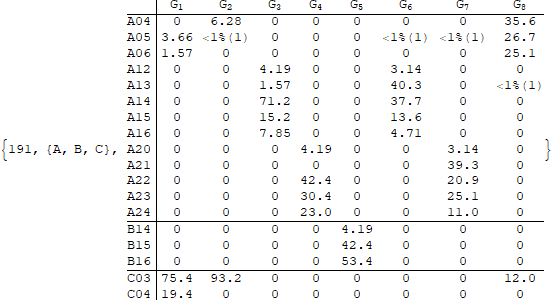 G₁ G₂ G₃ G₄ G₅ G₆ G₇ G₈
A04 0 6.28 0 0 0 0 0 35.6
A05 3.66 <1%(1) 0 0 0 <1%(1) <1%(1) 26.7
A06 1.57 0 0 0 0 0 0 25.1
A12 0 0 4.19 0 0 3.14 0 0
A13 0 0 1.57 0 0 40.3 0 <1%(1)
A14 0 0 71.2 0 0 37.7 0 0
A15 0 0 15.2 0 0 13.6 0 0
A16 0 0 7.85 0 0 4.71 0 0
{191, {A, B, C}, A20 0 0 0 4.19 0 0 3.14 0 }
A21 0 0 0 0 0 0 39.3 0
A22 0 0 0 42.4 0 0 20.9 0
A23 0 0 0 30.4 0 0 25.1 0
A24 0 0 0 23.0 0 0 11.0 0
B14 0 0 0 0 4.19 0 0 0
B15 0 0 0 0 42.4 0 0 0
B16 0 0 0 0 53.4 0 0 0
C03 75.4 93.2 0 0 0 0 0 12.0
C04 19.4 0 0 0 0 0 0 0